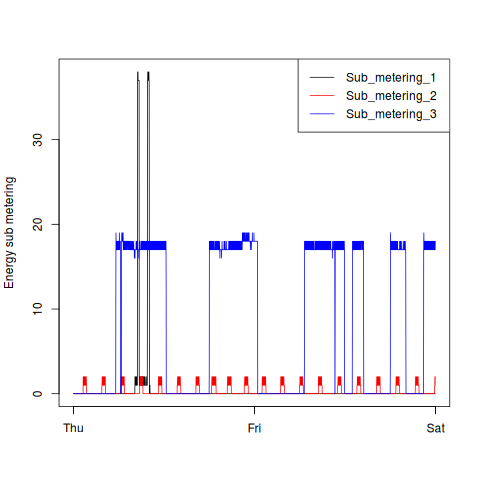 Sub_metering_1
Sub_metering_2
Sub_metering_3
Energy sub metering
30
20
10
0
Thu Fri Sat